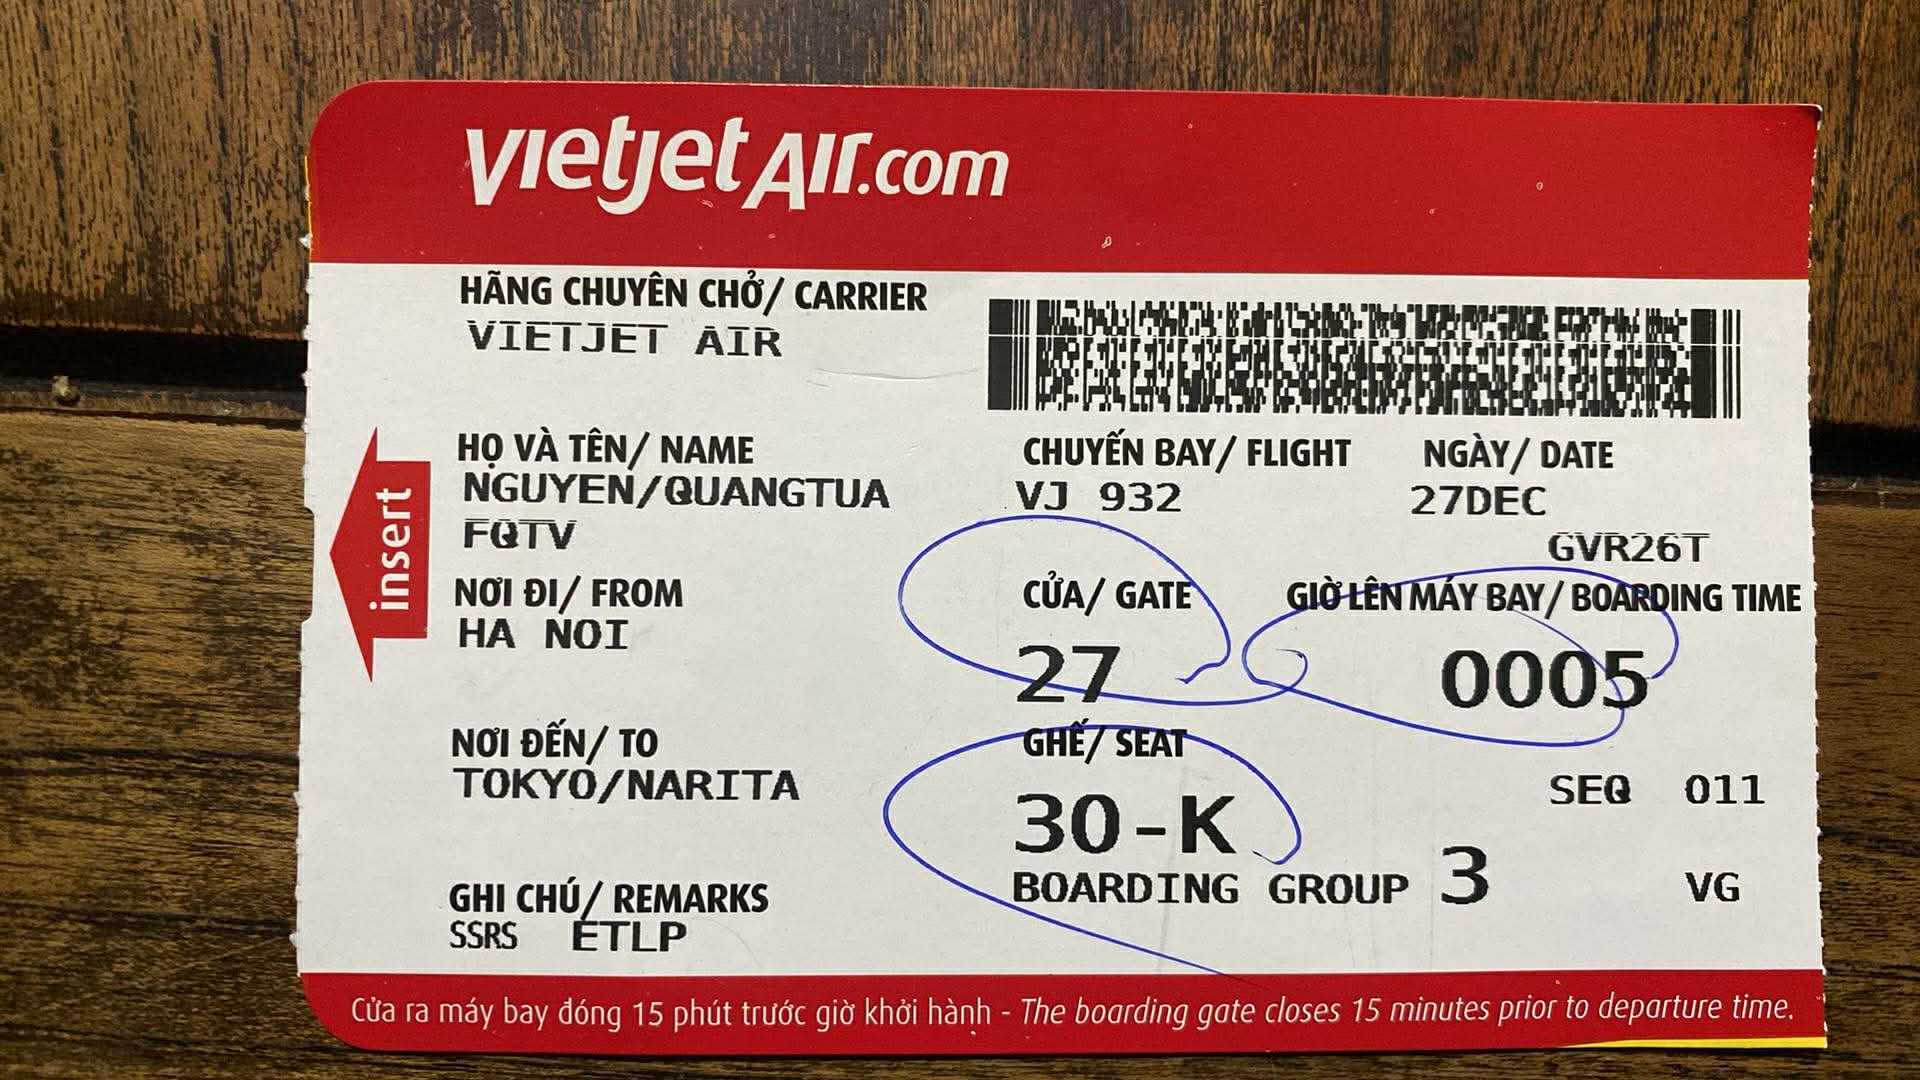 vietjetAir.com
HÃNG CHUYÊN CHỞ/ CARRIER
VIETJET AIR
HỌ VÀ TÊN/ NAME
NGUYEN/QUANGTUA
FQTV
CHUYẾN BAY/ FLIGHT
VJ 932
NGÀY/ DATE
27DEC
GVR26T
insert
NƠI ĐI/ FROM
HA NOI
CỬA/ GATE
27
GIỜ LÊN MÁY BAY/ BOARDING TIME
0005
NƠI ĐẾN/ TO
TOKYO/NARITA
GHẾ/ SEAT
30-K
SEQ 011
BOARDING GROUP 3
VG
GHI CHÚ/ REMARKS
SSRS ETLP
Cửa ra máy bay đóng 15 phút trước giờ khởi hành - The boarding gate closes 15 minutes prior to departure time.